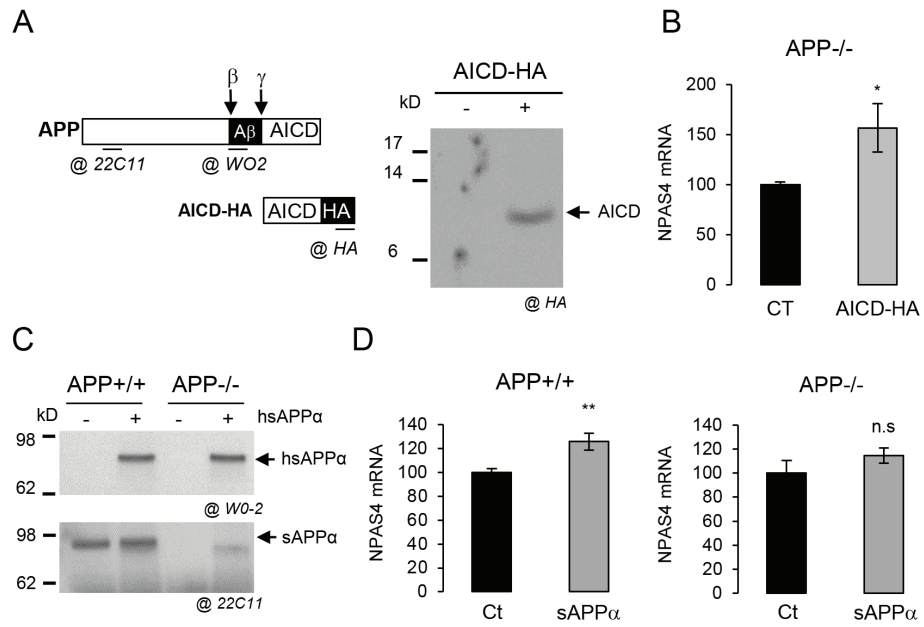 A
β γ
APP Aβ AICD
@ 22C11 @ WO2
AICD-HA AICD HA
@ HA
AICD-HA
kD - +
17
14
AICD
6
@ HA
B
APP-/-
NPAS4 mRNA
200
150
100
50
0
*
CT AICD-HA
C
APP+/+ APP-/-
kD - + - + hsAPPα
98
hsAPPα
62
@ W0-2
98
sAPPα
62
@ 22C11
D
APP+/+
NPAS4 mRNA
140
120
100
80
60
40
20
0
**
Ct sAPPα
APP-/-
NPAS4 mRNA
140
120
100
80
60
40
20
0
n.s
Ct sAPPα